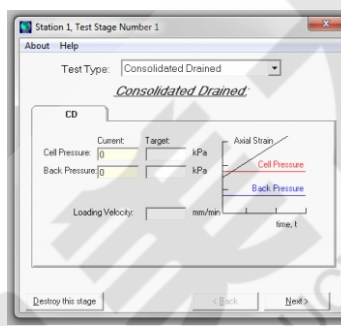 Station 1, Test Stage Number 1
About Help
Test Type: Consolidated Drained
Consolidated Drained:
CD
Current: Target:
Cell Pressure: 0 kPa
Back Pressure: 0 kPa
Loading Velocity: mm/min
Axial Strain
Cell Pressure
Back Pressure
time, t
Destroy this stage
< Back
Next >